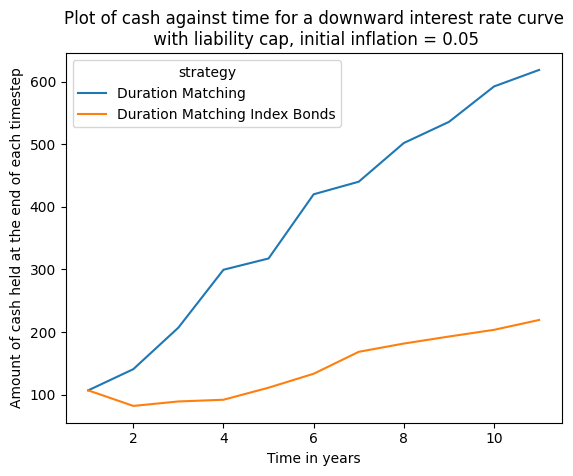 Plot of cash against time for a downward interest rate curve
with liability cap, initial inflation = 0.05
strategy
Duration Matching
Duration Matching Index Bonds
Amount of cash held at the end of each timestep
600
500
400
300
200
100
2 4 6 8 10
Time in years